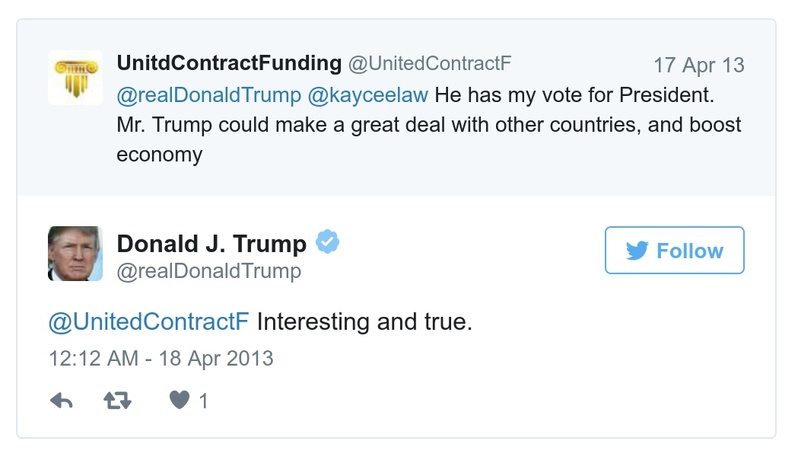 UnitdContractFunding @UnitedContractF 17 Apr 13
@realDonaldTrump @kayceelaw He has my vote for President.
Mr. Trump could make a great deal with other countries, and boost
economy
Donald J. Trump
@realDonaldTrump
Follow
@UnitedContractF Interesting and true.
12:12 AM - 18 Apr 2013
1